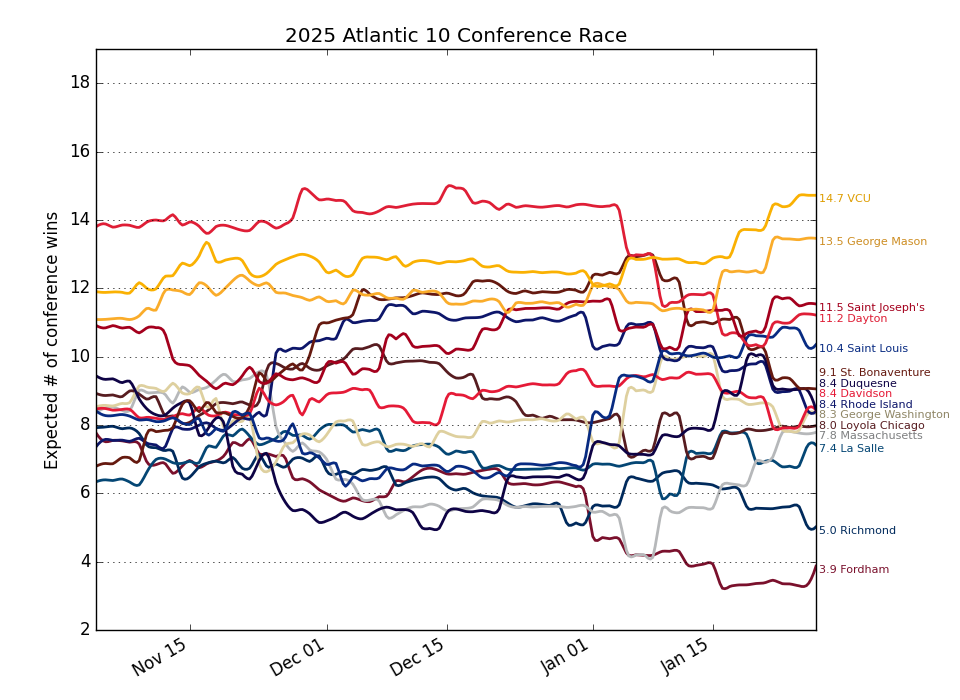 2025 Atlantic 10 Conference Race
Expected # of conference wins
18
16
14
12
10
8
6
4
2
Nov 15
Dec 01
Dec 15
Jan 01
Jan 15
14.7 VCU
13.5 George Mason
11.5 Saint Joseph's
11.2 Dayton
10.4 Saint Louis
9.1 St. Bonaventure
8.4 Duquesne
8.4 Davidson
8.4 Rhode Island
8.3 George Washington
8.0 Loyola Chicago
7.8 Massachusetts
7.4 La Salle
5.0 Richmond
3.9 Fordham